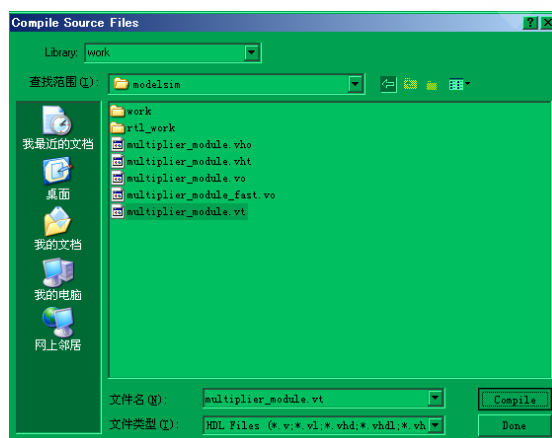 Compile Source Files
Library: work
查找范围(I): modelsim
work
rtl_work
multiplier_module.vho
multiplier_module.vht
multiplier_module.vo
multiplier_module_fast.vo
multiplier_module.vt
我最近的文档
桌面
我的文档
我的电脑
网上邻居
文件名(N): multiplier_module.vt Compile
文件类型(T): HDL Files (*.v;*.vl;*.vhd;*.vhdl;*.vh Done